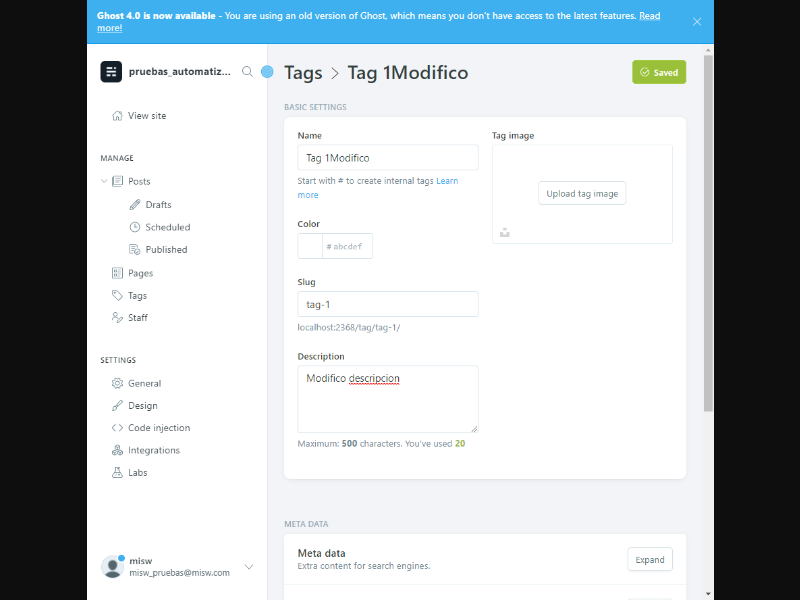 Ghost 4.0 is now available - You are using an old version of Ghost, which means you don't have access to the latest features. Read
more!
pruebas_automatiz...
Tags > Tag 1Modifico
Saved
View site
MANAGE
Posts
Drafts
Scheduled
Published
Pages
Tags
Staff
SETTINGS
General
Design
Code injection
Integrations
Labs
misw
misw_pruebas@misw.com
BASIC SETTINGS
Name
Tag 1Modifico
Start with # to create internal tags Learn
more
Color
# abcdef
Slug
tag-1
localhost:2368/tag/tag-1/
Description
Modifico descripcion
Maximum: 500 characters. You've used 20
Tag image
Upload tag image
META DATA
Meta data
Extra content for search engines.
Expand